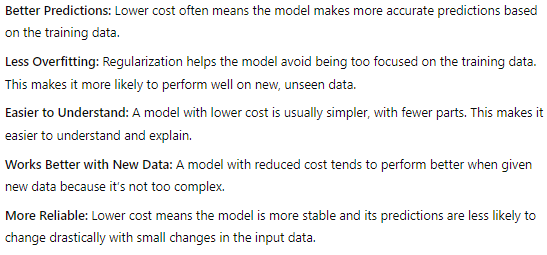 Better Predictions: Lower cost often means the model makes more accurate predictions based
on the training data.
Less Overfitting: Regularization helps the model avoid being too focused on the training data.
This makes it more likely to perform well on new, unseen data.
Easier to Understand: A model with lower cost is usually simpler, with fewer parts. This makes it
easier to understand and explain.
Works Better with New Data: A model with reduced cost tends to perform better when given
new data because it's not too complex.
More Reliable: Lower cost means the model is more stable and its predictions are less likely to
change drastically with small changes in the input data.